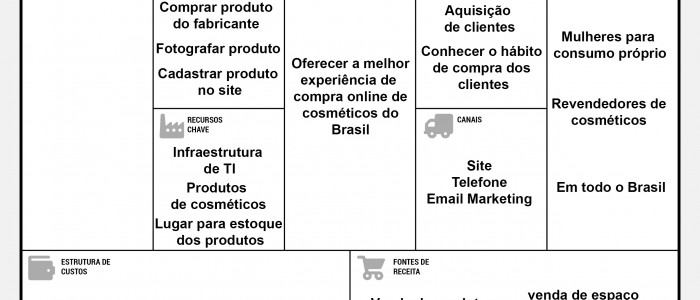 Comprar produto
do fabricante
Fotografar produto
Cadastrar produto
no site
RECURSOS
CHAVE
Infraestrutura
de TI
Produtos
de cosméticos
Lugar para estoque
dos produtos
Oferecer a melhor
experiência de
compra online de
cosméticos do
Brasil
Aquisição
de clientes
Conhecer o hábito
de compra dos
clientes
CANAIS
Site
Telefone
Email Marketing
Mulheres para
consumo próprio
Revendedores de
cosméticos
Em todo o Brasil
ESTRUTURA DE
CUSTOS
FONTES DE
RECEITA
venda de espaço